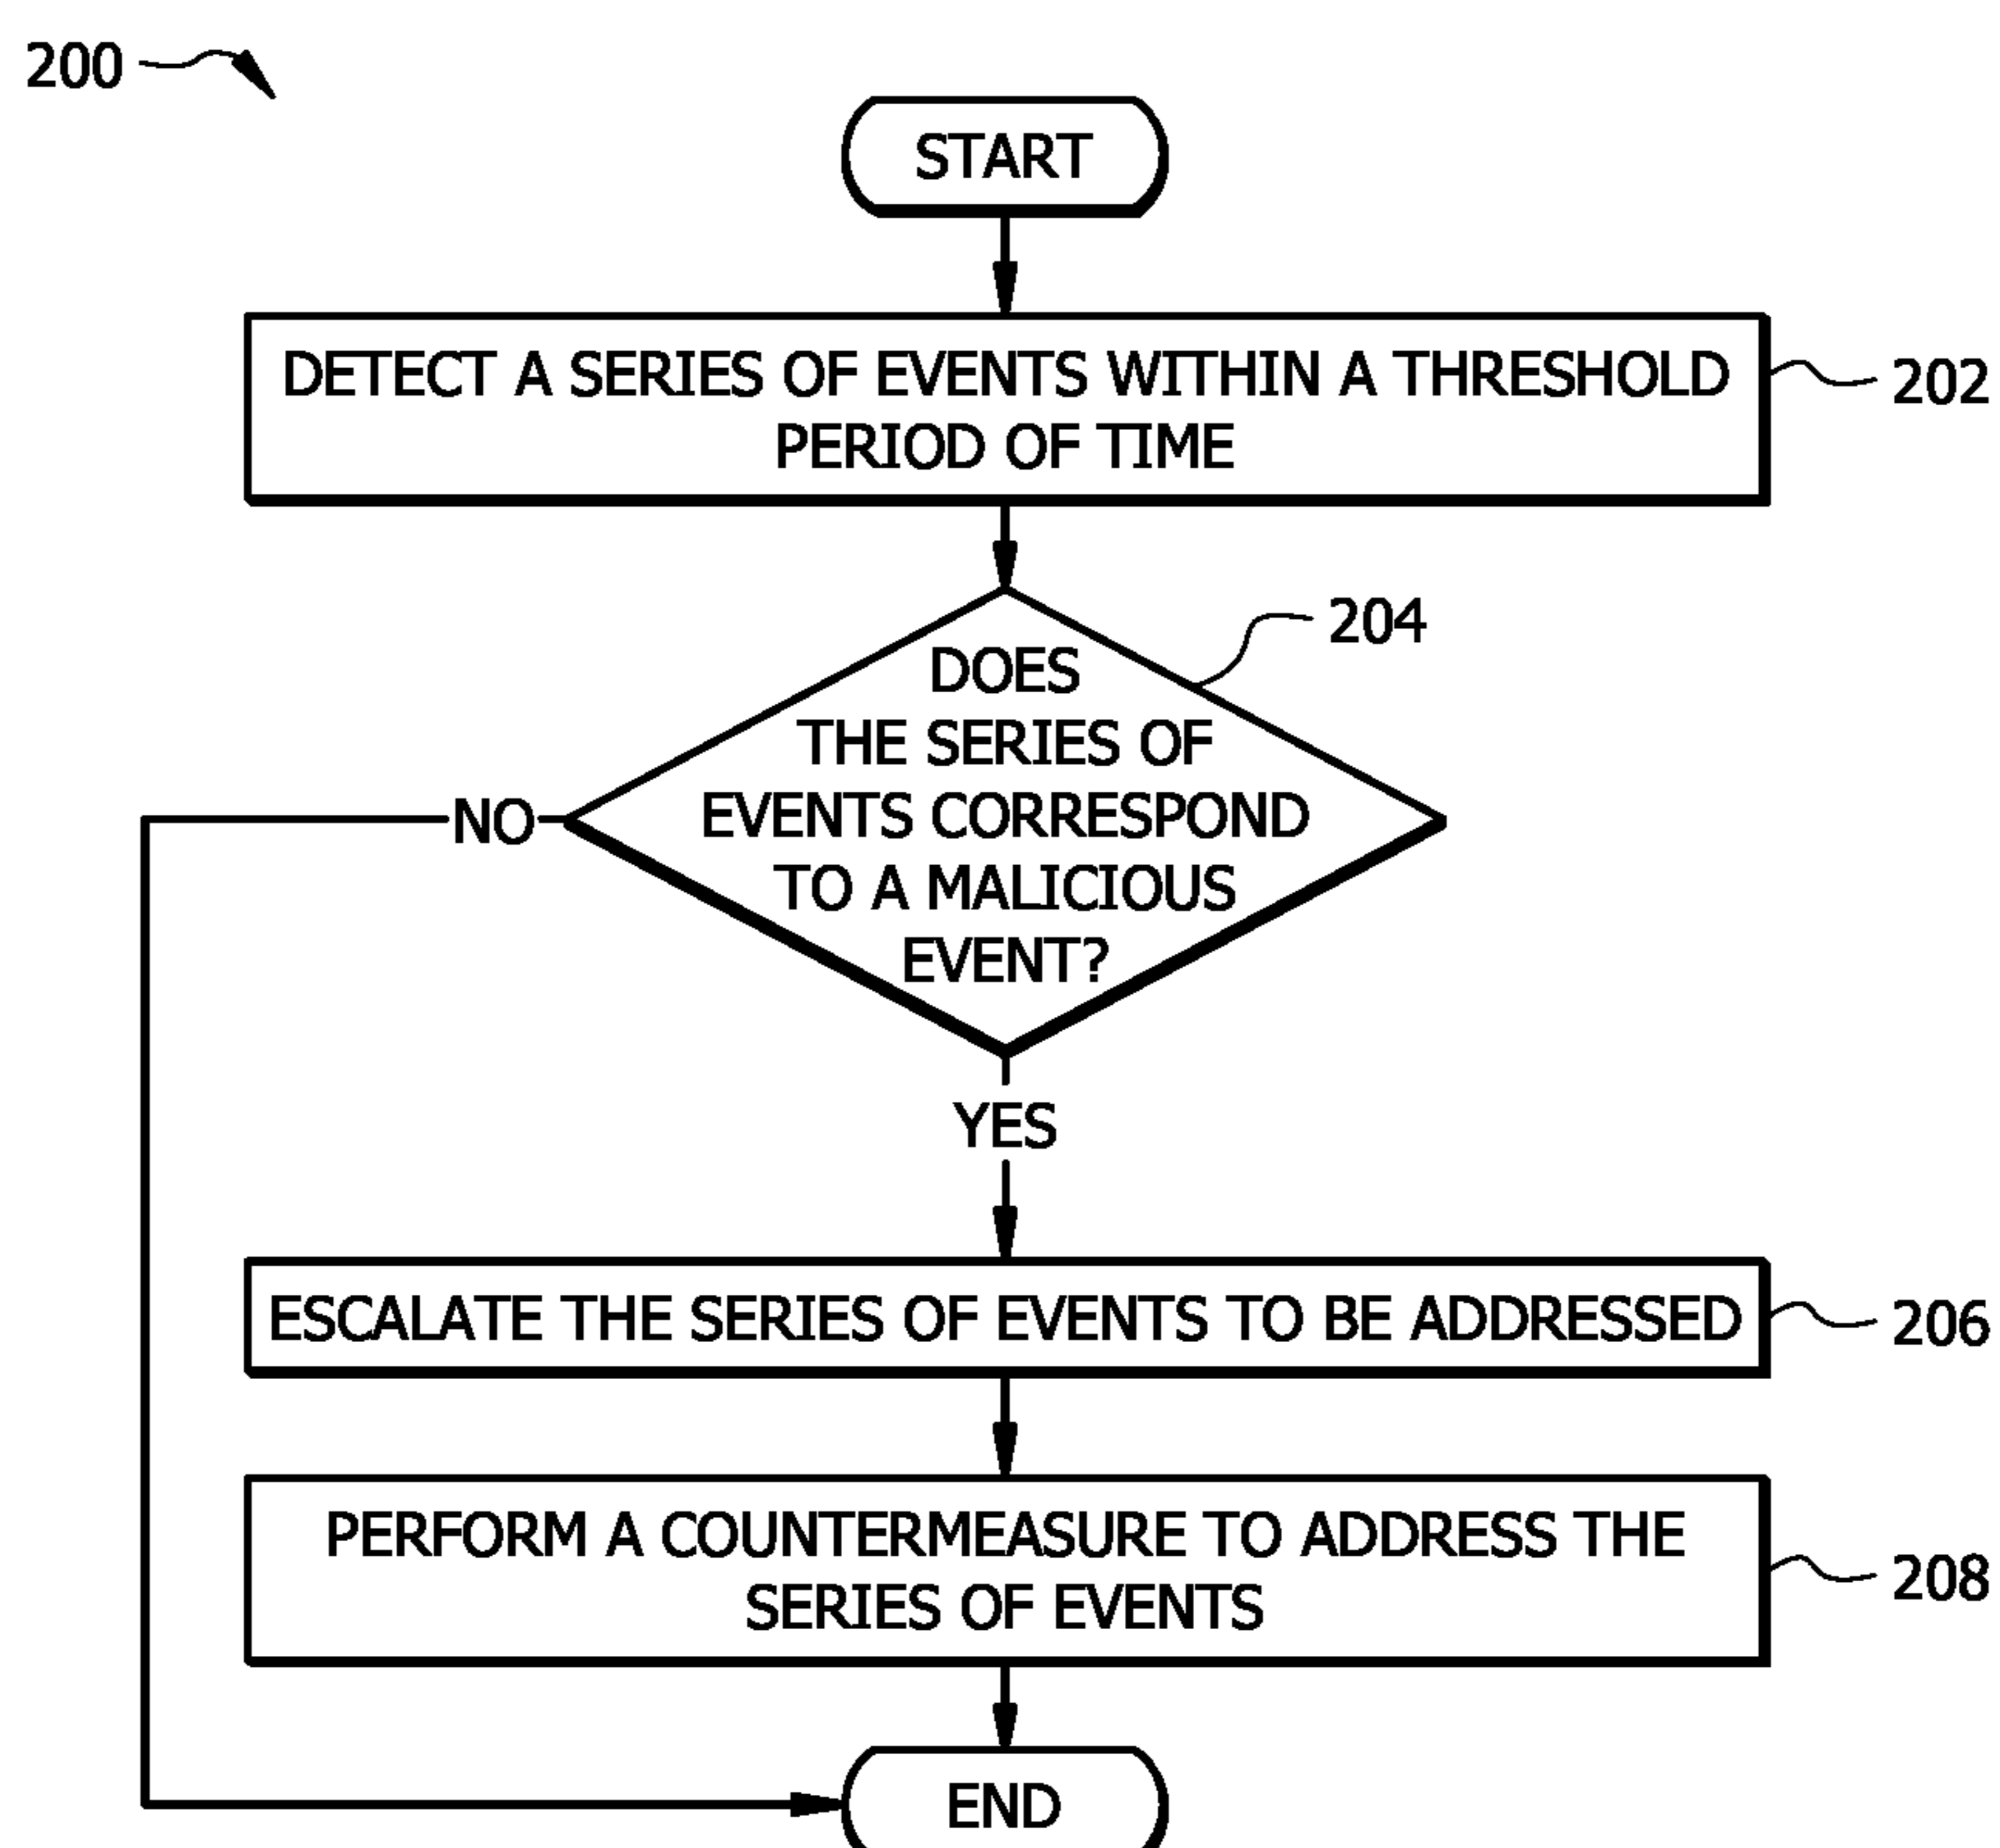 200
START
DETECT A SERIES OF EVENTS WITHIN A THRESHOLD
PERIOD OF TIME
202
204
DOES
THE SERIES OF
EVENTS CORRESPOND
TO A MALICIOUS
EVENT?
NO
YES
ESCALATE THE SERIES OF EVENTS TO BE ADDRESSED
206
PERFORM A COUNTERMEASURE TO ADDRESS THE
SERIES OF EVENTS
208
END